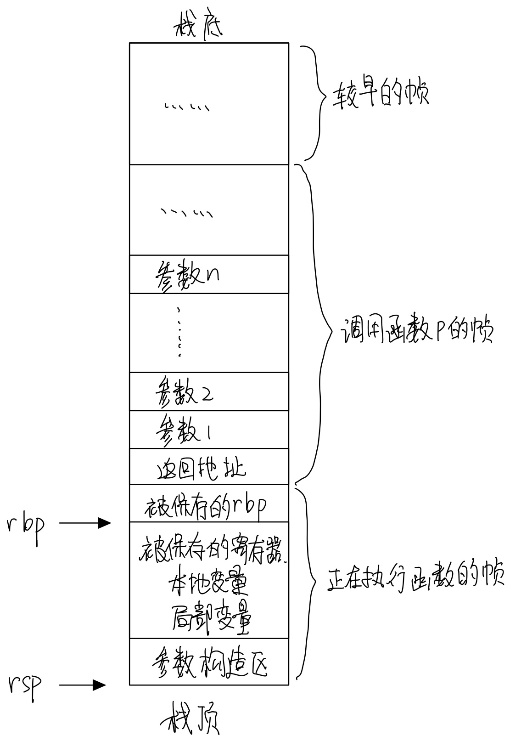 栈底
……
较早的帧
……
参数n
……
调用函数P的帧
参数2
参数1
返回地址
被保存的rbp
rbp
被保存的寄存器、
本地变量
局部变量
正在执行函数的帧
参数构造区
rsp
栈顶